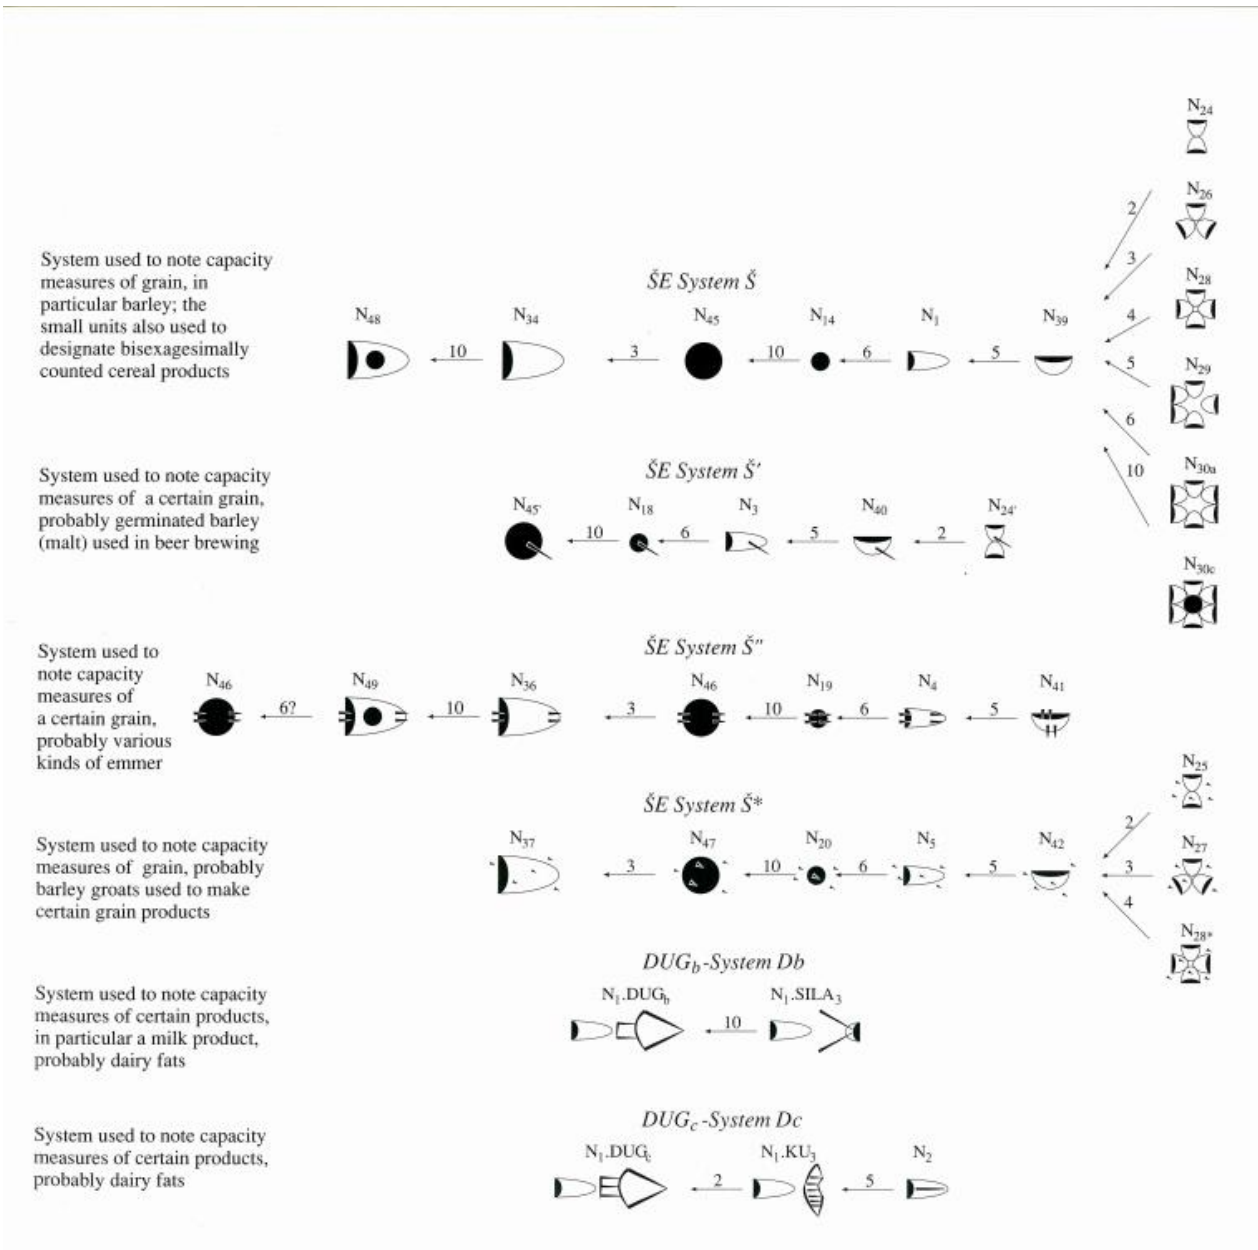 N24
N26
2
3
System used to note capacity
measures of grain, in
particular barley; the
small units also used to
designate bisexagesimally
counted cereal products
ŠE System Š
N28
N48
N34
N45
N14
N1
N39
4
10
3
10
6
5
5
N29
6
10
N30a
N30c
System used to note capacity
measures of a certain grain,
probably germinated barley
(malt) used in beer brewing
ŠE System Š'
N45'
N18
N3
N40
N24'
10
6
5
2
System used to
note capacity
measures of
a certain grain,
probably various
kinds of emmer
ŠE System Š"
N46
N49
N36
N46
N19
N4
N41
6?
10
3
10
6
5
System used to note capacity
measures of grain, probably
barley groats used to make
certain grain products
ŠE System Š*
N37
N47
N20
N5
N42
3
10
6
5
N25
2
N27
3
4
N28*
System used to note capacity
measures of certain products,
in particular a milk product,
probably dairy fats
DUGb-System Db
N1.DUGb
N1.SILA3
10
System used to note capacity
measures of certain products,
probably dairy fats
DUGc-System Dc
N1.DUGc
N1.KU3
N2
2
5